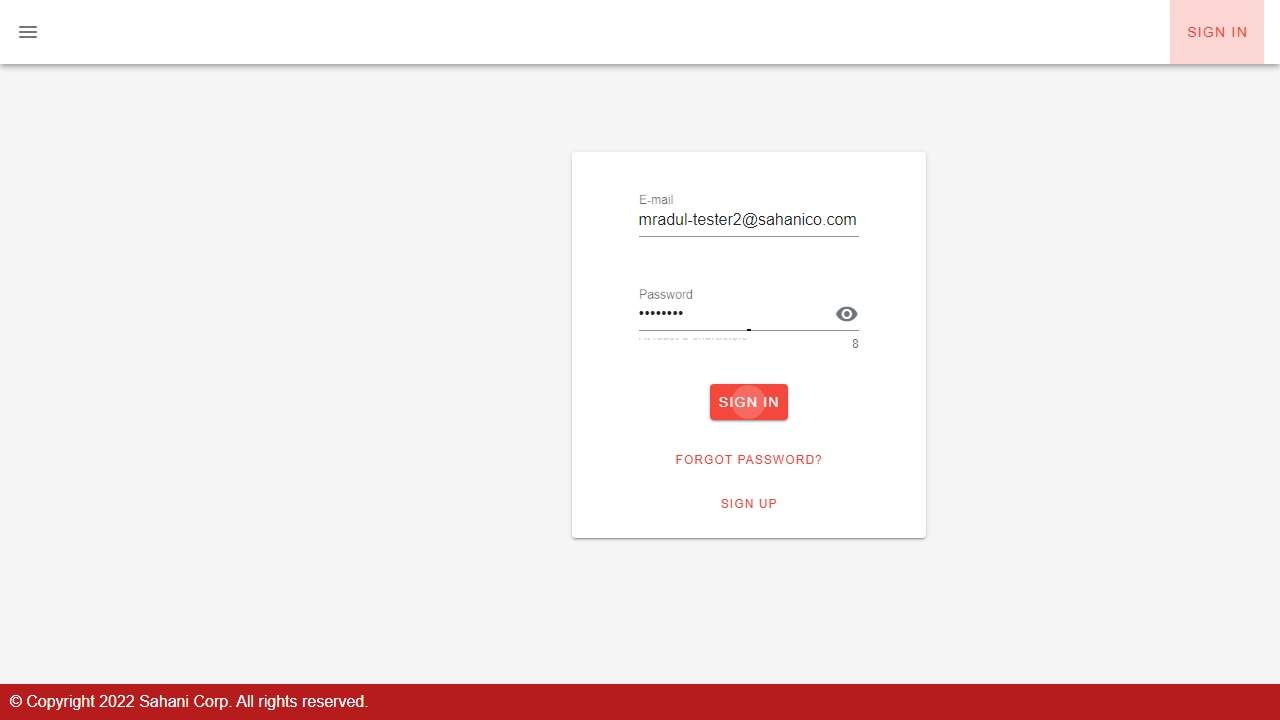 SIGN IN
E-mail
mradul-tester2@sahanico.com
Password
••••••••
8
SIGN IN
FORGOT PASSWORD?
SIGN UP
© Copyright 2022 Sahani Corp. All rights reserved.